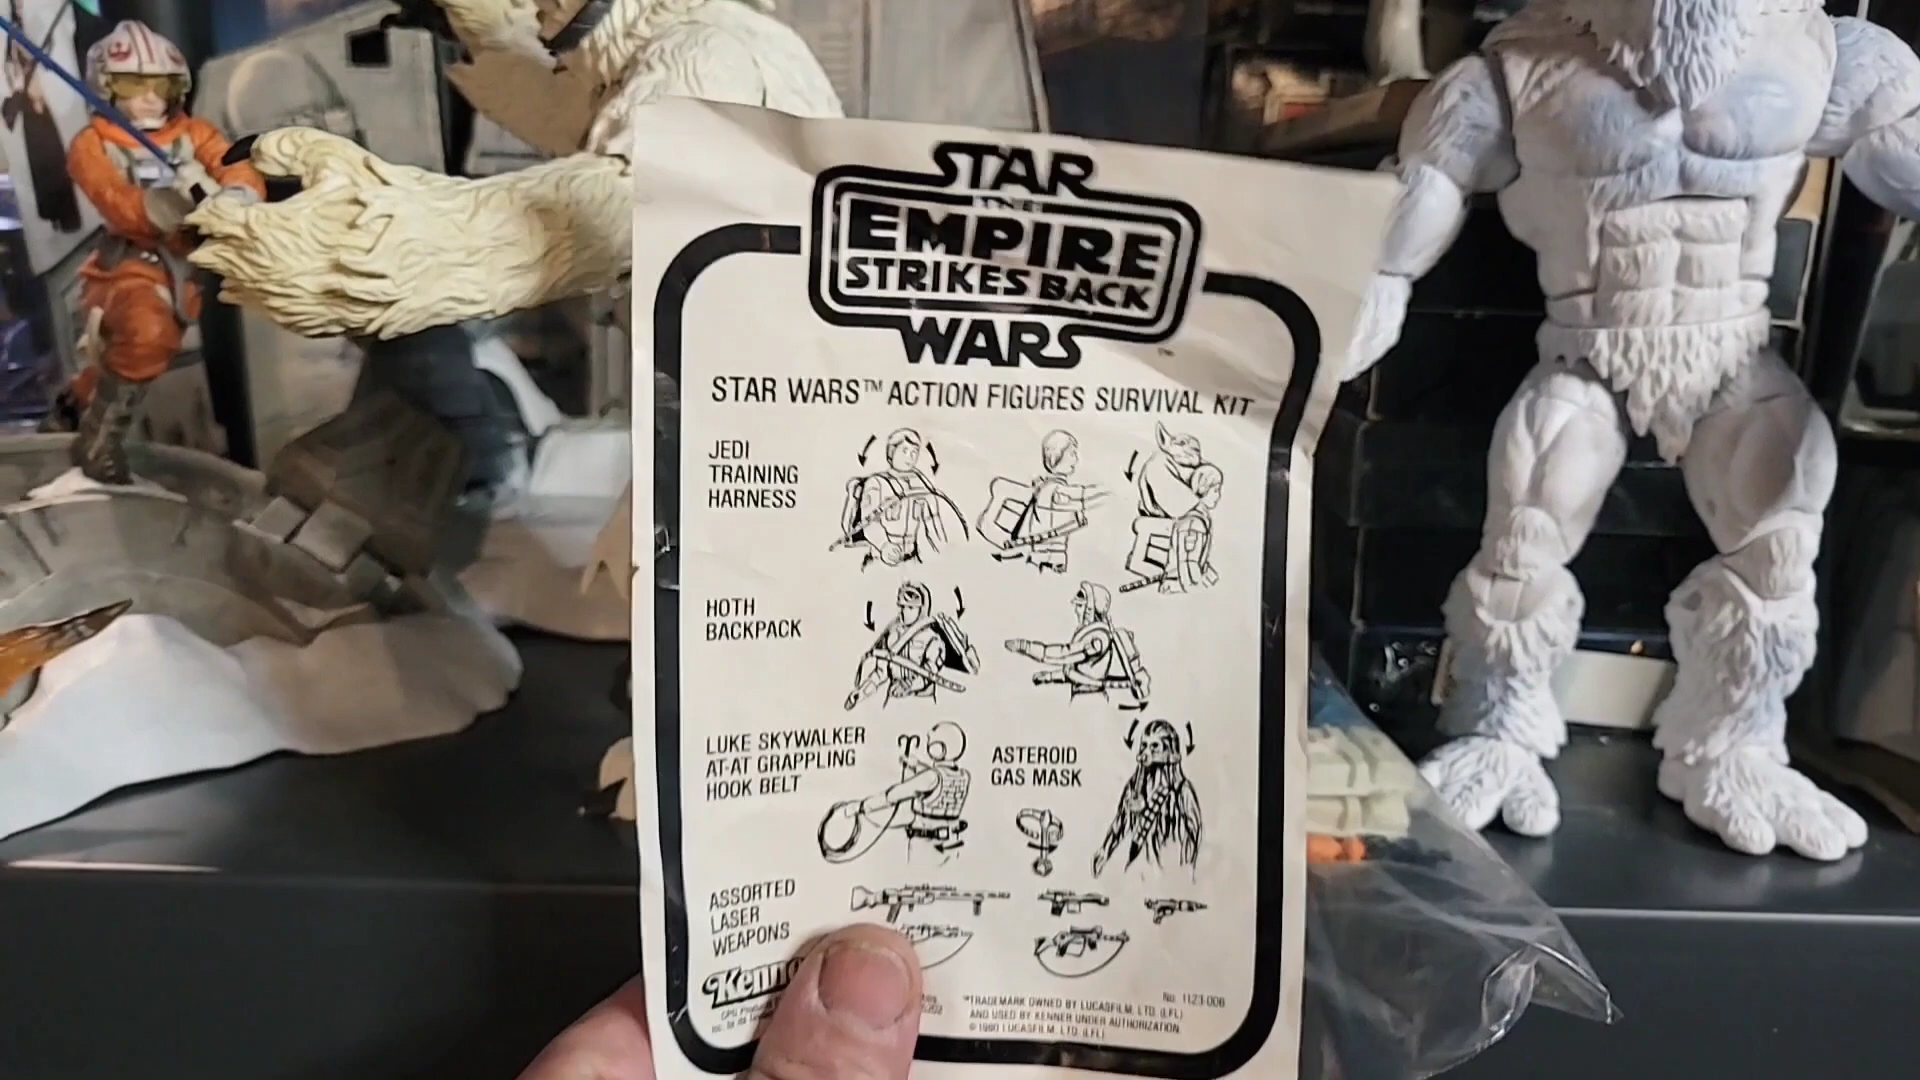 STAR
THE
EMPIRE
STRIKES BACK
WARS
™
STAR WARS™ ACTION FIGURES SURVIVAL KIT
JEDI
TRAINING
HARNESS
HOTH
BACKPACK
LUKE SKYWALKER
AT-AT GRAPPLING
HOOK BELT
ASTEROID
GAS MASK
ASSORTED
LASER
WEAPONS
No. 1123-006
™TRADEMARK OWNED BY LUCASFILM, LTD. (LFL)
AND USED BY KENNER UNDER AUTHORIZATION.
© 1980 LUCASFILM, LTD. (LFL)